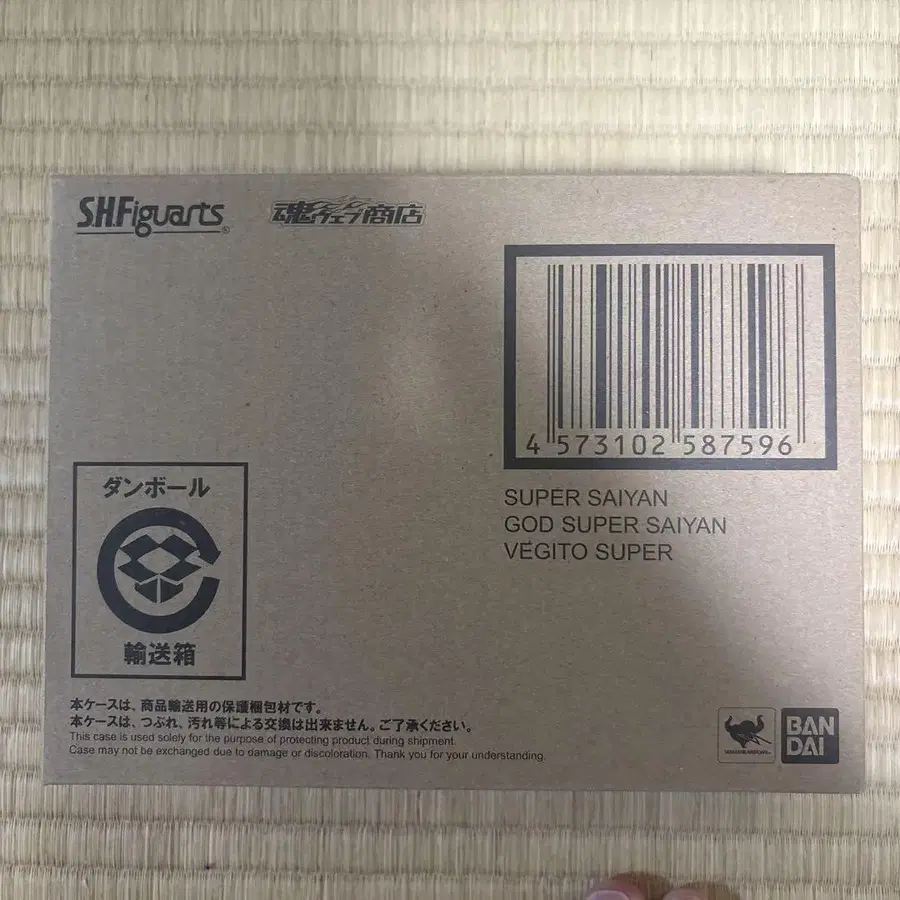 S.H.Figuarts®
魂ウェブ商店
4 573102 587596
SUPER SAIYAN
GOD SUPER SAIYAN
VEGITO SUPER
ダンボール
輸送箱
本ケースは、商品輸送用の保護梱包材です。
本ケースは、つぶれ、汚れ等による交換は出来ません。ご了承ください。
This case is used solely for the purpose of protecting product during shipment.
Case may not be exchanged due to damage or discoloration. Thank you for your understanding.
BAN
DAI